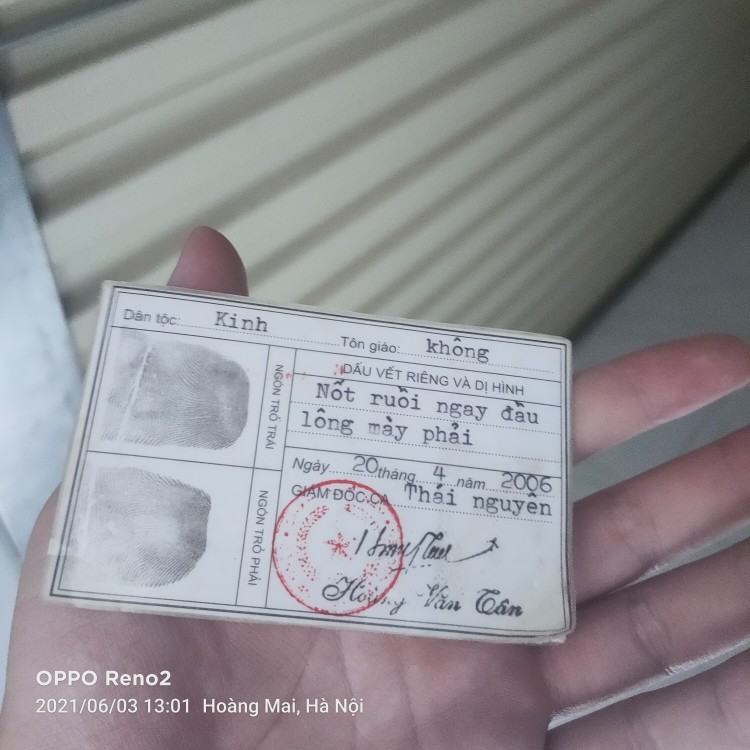 Dân tộc: Kinh Tôn giáo: không
DẤU VẾT RIÊNG VÀ DỊ HÌNH
NGÓN TRỎ TRÁI
Nốt ruồi ngay đầu
lông mày phải
Ngày 20 tháng 4 năm 2006
GIÁM ĐỐC CA Thái nguyên
NGÓN TRỎ PHẢI
Hoàng Văn Tân
OPPO Reno2
2021/06/03 13:01 Hoàng Mai, Hà Nội